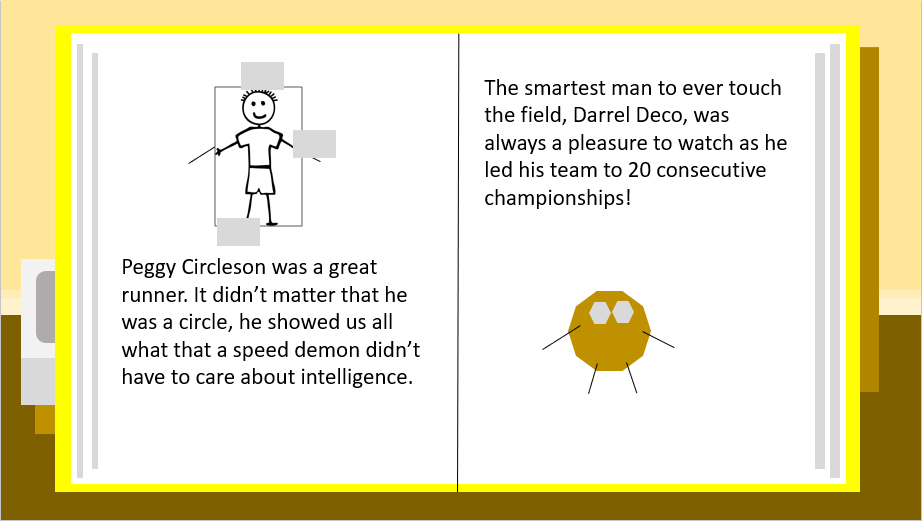 Peggy Circleson was a great
runner. It didn’t matter that he
was a circle, he showed us all
what that a speed demon didn’t
have to care about intelligence.
The smartest man to ever touch
the field, Darrel Deco, was
always a pleasure to watch as he
led his team to 20 consecutive
championships!